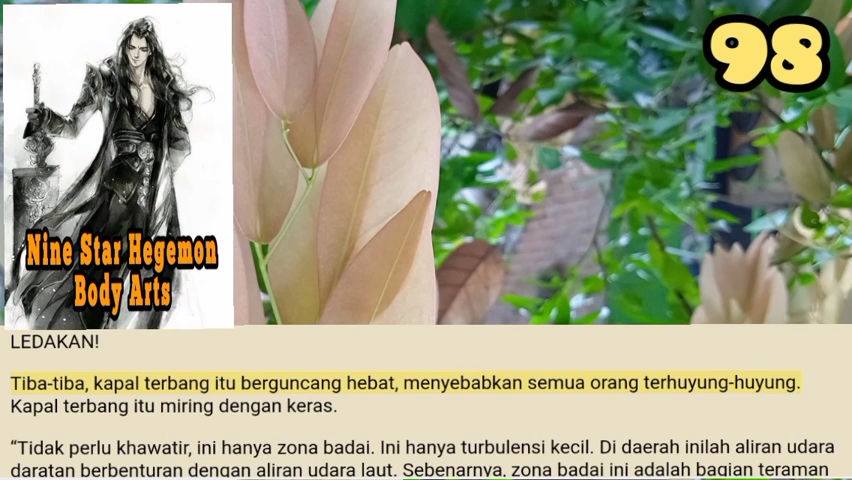 98
Nine Star Hegemon
Body Arts
LEDAKAN!
Tiba-tiba, kapal terbang itu berguncang hebat, menyebabkan semua orang terhuyung-huyung.
Kapal terbang itu miring dengan keras.
“Tidak perlu khawatir, ini hanya zona badai. Ini hanya turbulensi kecil. Di daerah inilah aliran udara
daratan berbenturan dengan aliran udara laut. Sebenarnya, zona badai ini adalah bagian teraman